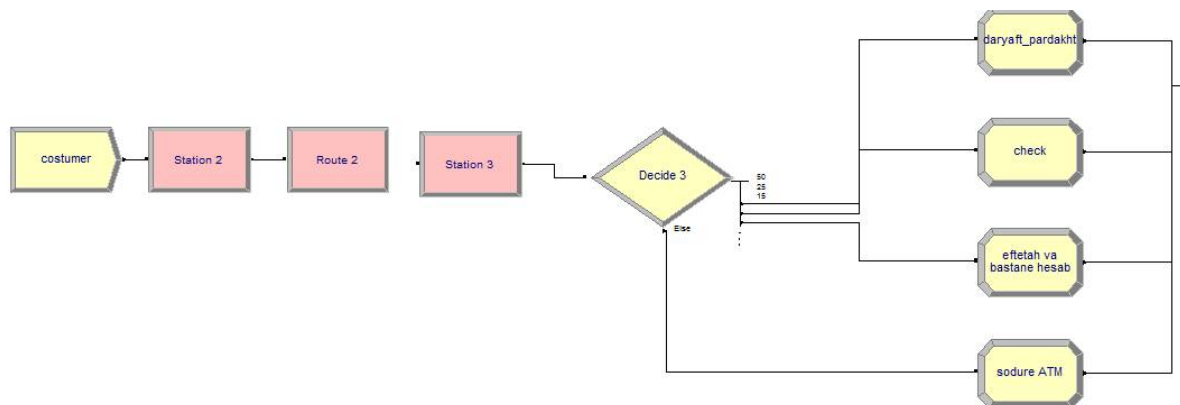 daryaft_pardakht
costumer
Station 2
Route 2
Station 3
Decide 3
50
25
15
Else
check
eftetah va
bastane hesab
sodure ATM